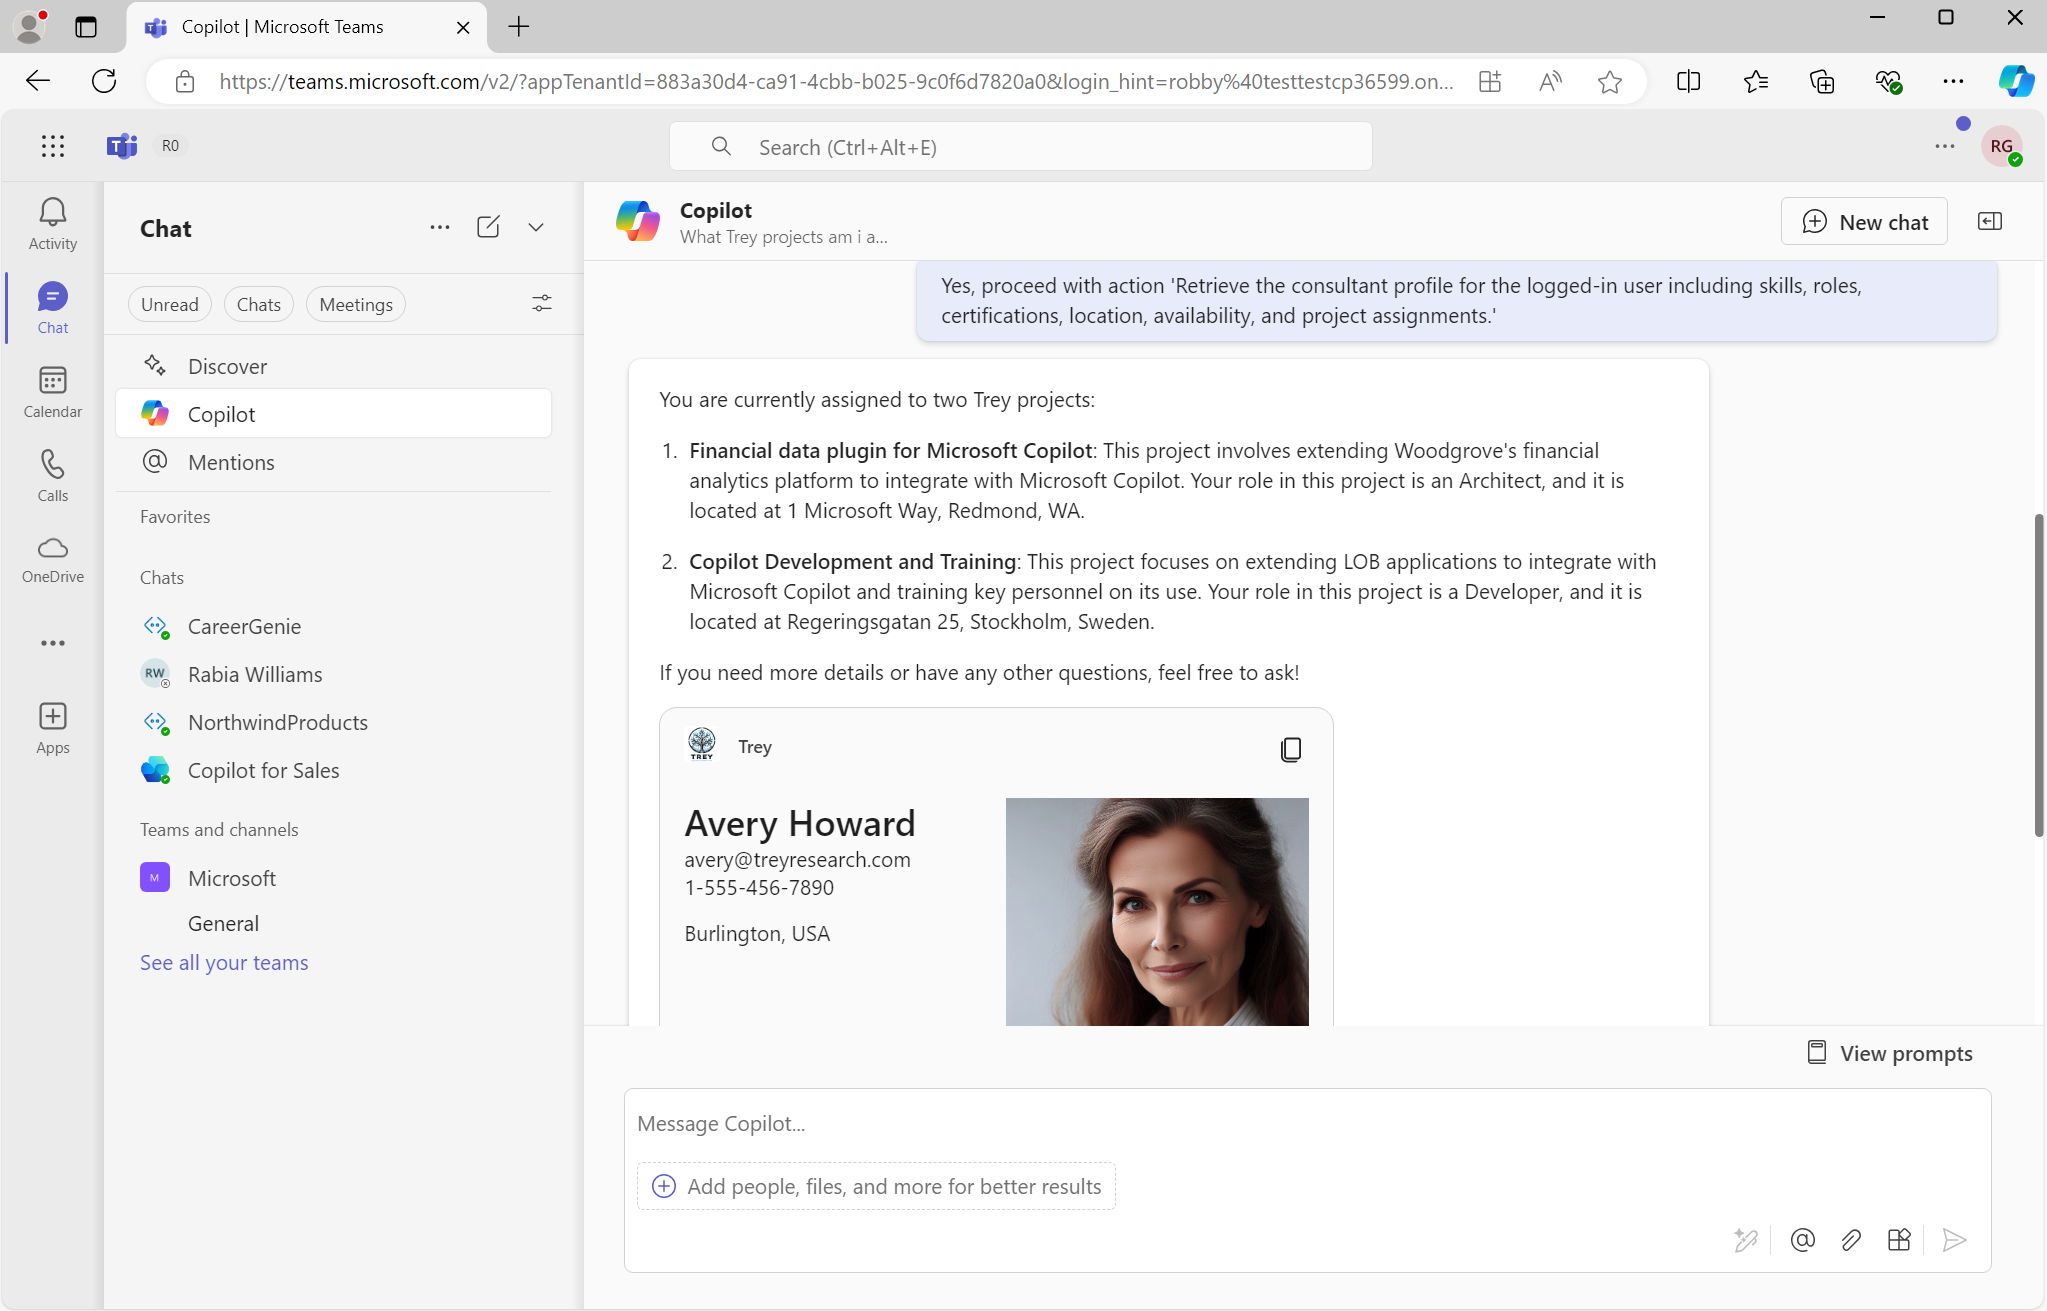 Copilot | Microsoft Teams
https://teams.microsoft.com/v2/?appTenantId=883a30d4-ca91-4cbb-b025-9c0f6d7820a0&login_hint=robby%40testtestcp36599.on...
R0
Search (Ctrl+Alt+E)
RG
Activity
Chat
Calendar
Calls
OneDrive
Apps
Chat
Unread
Chats
Meetings
Discover
Copilot
Mentions
Favorites
Chats
CareerGenie
RW
Rabia Williams
NorthwindProducts
Copilot for Sales
Teams and channels
M
Microsoft
General
See all your teams
Copilot
What Trey projects am i a...
New chat
Yes, proceed with action 'Retrieve the consultant profile for the logged-in user including skills, roles,
certifications, location, availability, and project assignments.'
You are currently assigned to two Trey projects:
1. Financial data plugin for Microsoft Copilot: This project involves extending Woodgrove's financial
analytics platform to integrate with Microsoft Copilot. Your role in this project is an Architect, and it is
located at 1 Microsoft Way, Redmond, WA.
2. Copilot Development and Training: This project focuses on extending LOB applications to integrate with
Microsoft Copilot and training key personnel on its use. Your role in this project is a Developer, and it is
located at Regeringsgatan 25, Stockholm, Sweden.
If you need more details or have any other questions, feel free to ask!
TREY
Trey
Avery Howard
avery@treyresearch.com
1-555-456-7890
Burlington, USA
View prompts
Message Copilot...
Add people, files, and more for better results